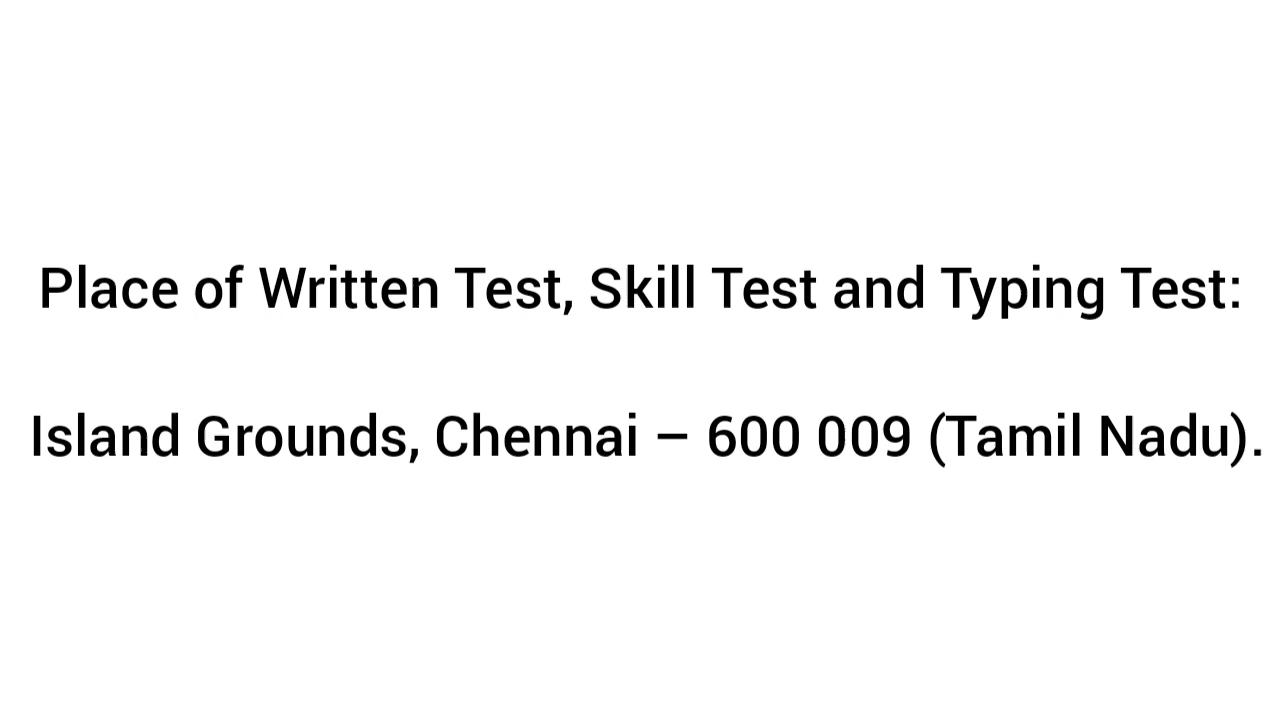 Place of Written Test, Skill Test and Typing Test:
Island Grounds, Chennai – 600 009 (Tamil Nadu).